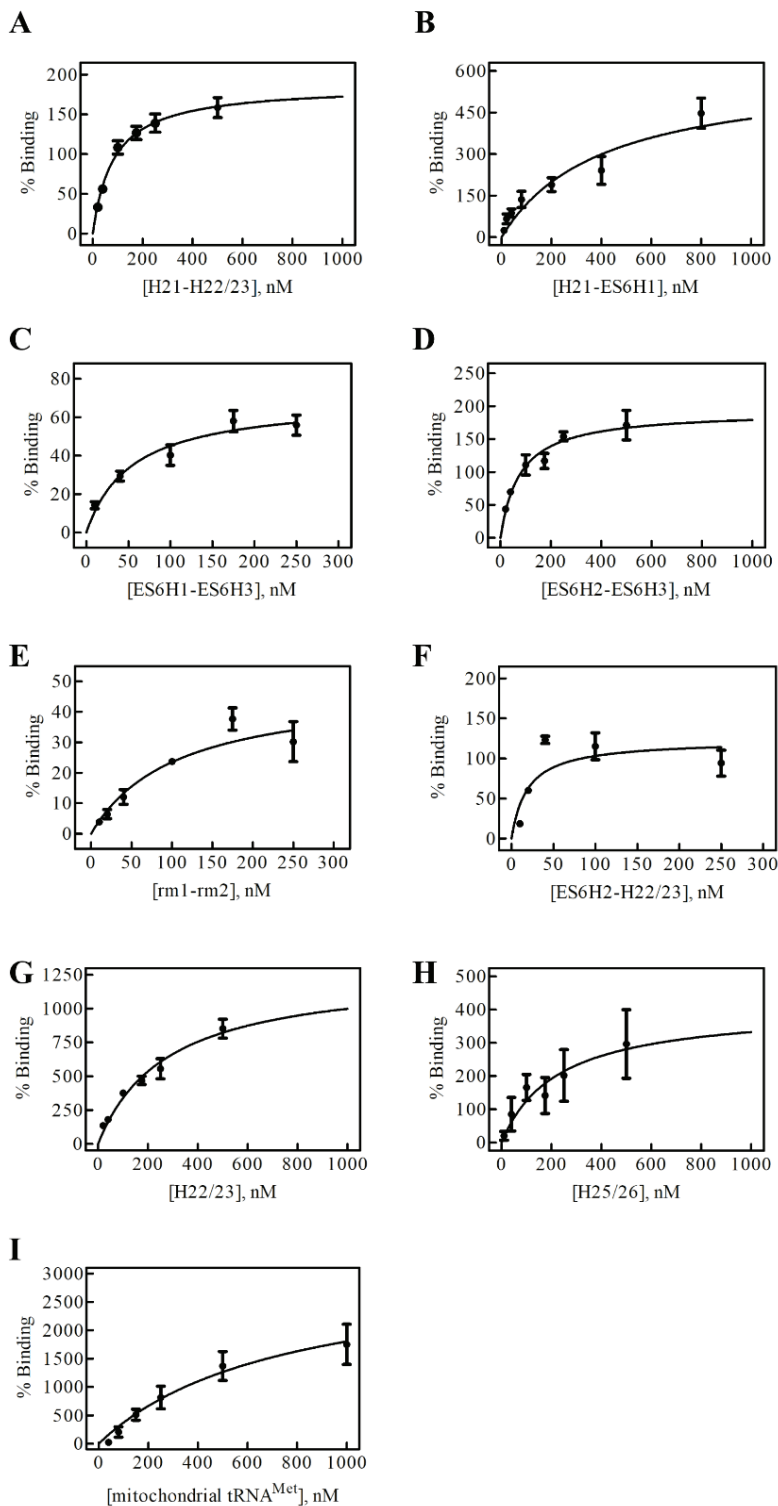 A
% Binding
200
150
100
50
0
0 200 400 600 800 1000
[H21-H22/23], nM
B
% Binding
600
450
300
150
0
0 200 400 600 800 1000
[H21-ES6H1], nM
C
% Binding
80
60
40
20
0
0 50 100 150 200 250 300
[ES6H1-ES6H3], nM
D
% Binding
250
200
150
100
50
0
0 200 400 600 800 1000
[ES6H2-ES6H3], nM
E
% Binding
50
40
30
20
10
0
0 50 100 150 200 250 300
[rm1-rm2], nM
F
% Binding
200
150
100
50
0
0 50 100 150 200 250 300
[ES6H2-H22/23], nM
G
% Binding
1250
1000
750
500
250
0
0 200 400 600 800 1000
[H22/23], nM
H
% Binding
500
400
300
200
100
0
0 200 400 600 800 1000
[H25/26], nM
I
% Binding
3000
2500
2000
1500
1000
500
0
0 200 400 600 800 1000
[mitochondrial tRNA^Met], nM